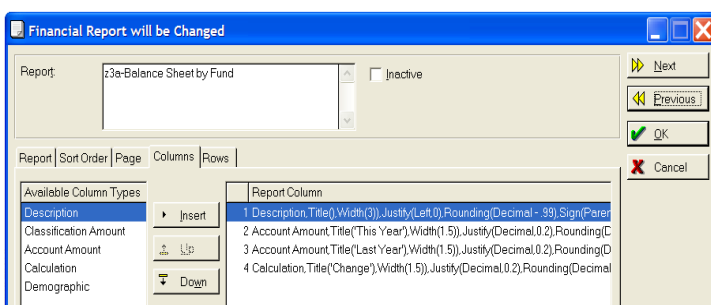 Financial Report will be Changed
Report: z3a-Balance Sheet by Fund Inactive
Next
Previous
OK
Cancel
Report Sort Order Page Columns Rows
Available Column Types Report Column
Description Insert 1 Description,Title(),Width(3)),Justify(Left,0),Rounding(Decimal - .99),Sign(Paren
Classification Amount 2 Account Amount,Title('This Year'),Width(1.5)),Justify(Decimal,0.2),Rounding(D
Account Amount Up 3 Account Amount,Title('Last Year'),Width(1.5)),Justify(Decimal,0.2),Rounding(D
Calculation 4 Calculation,Title('Change'),Width(1.5)),Justify(Decimal,0.2),Rounding(Decimal
Demographic Down